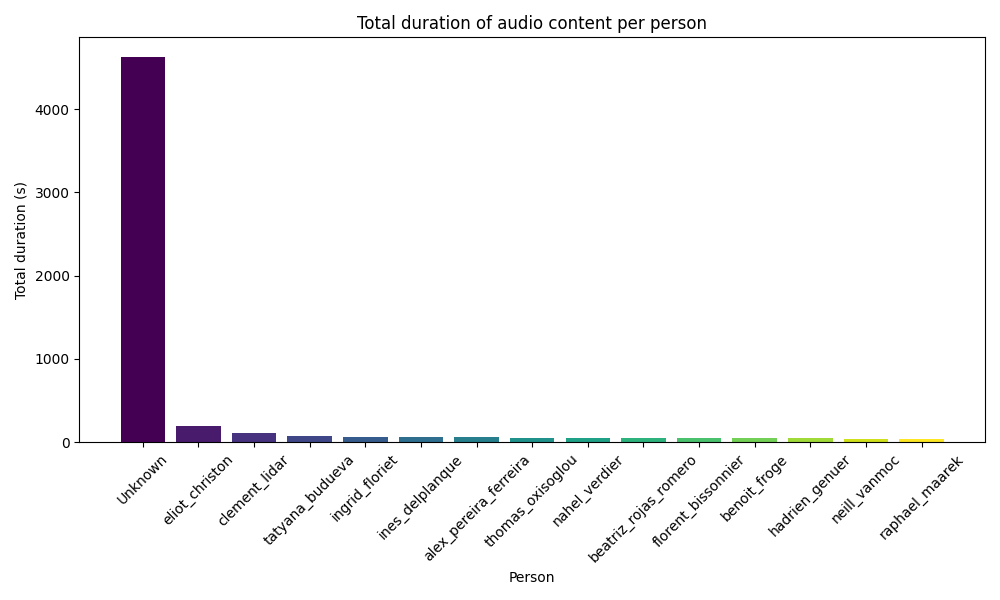 Total duration of audio content per person
Total duration (s)
4000
3000
2000
1000
0
Unknown
eliot_christon
clement_lidar
tatyana_budueva
ingrid_floriet
ines_delplanque
alex_pereira_ferreira
thomas_oxisoglou
nahel_verdier
beatriz_rojas_romero
florent_bissonnier
benoit_froge
hadrien_genuer
neill_vanmoc
raphael_maarek
Person